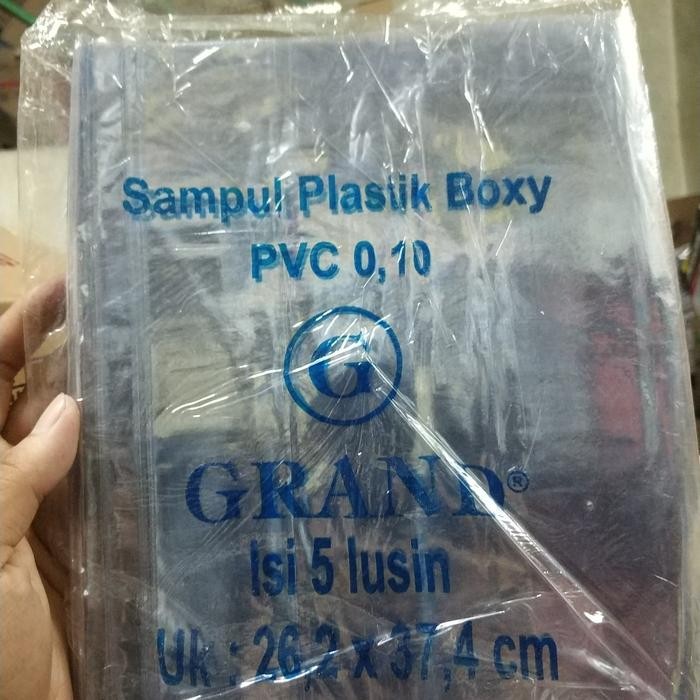 Sampul Plastik Boxy
PVC 0,10
G
GRAND®
Isi 5 lusin
Uk : 26,2 x 37,4 cm